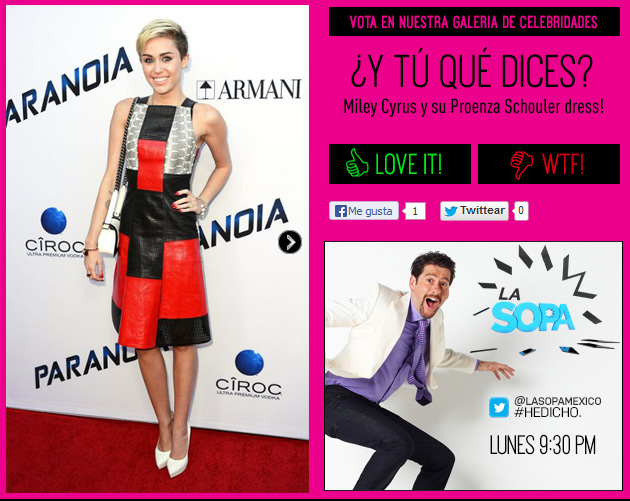 PARANOIA
ARMANI
CÎROC
ULTRA PREMIUM VODKA
PARANOIA
PARANOIA
CÎROC
ULTRA PREMIUM VODKA
VOTA EN NUESTRA GALERIA DE CELEBRIDADES
¿Y TÚ QUÉ DICES?
Miley Cyrus y su Proenza Schouler dress!
LOVE IT! WTF!
Me gusta 1 Twittear 0
LA
SOPA
@LASOPAMEXICO
#HEDICHO.
LUNES 9:30 PM